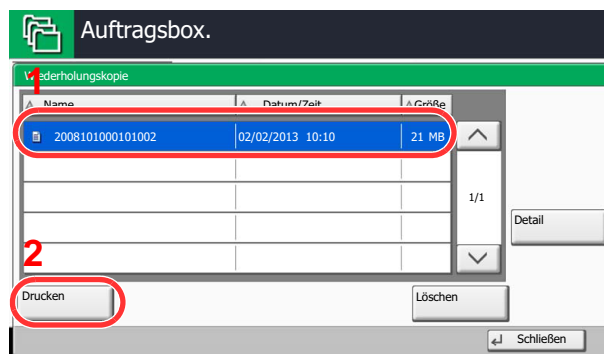 Auftragsbox.
Wiederholungskopie
1
Name Datum/Zeit Größe
2008101000101002 02/02/2013 10:10 21 MB
1/1
Detail
2
Drucken Löschen
Schließen